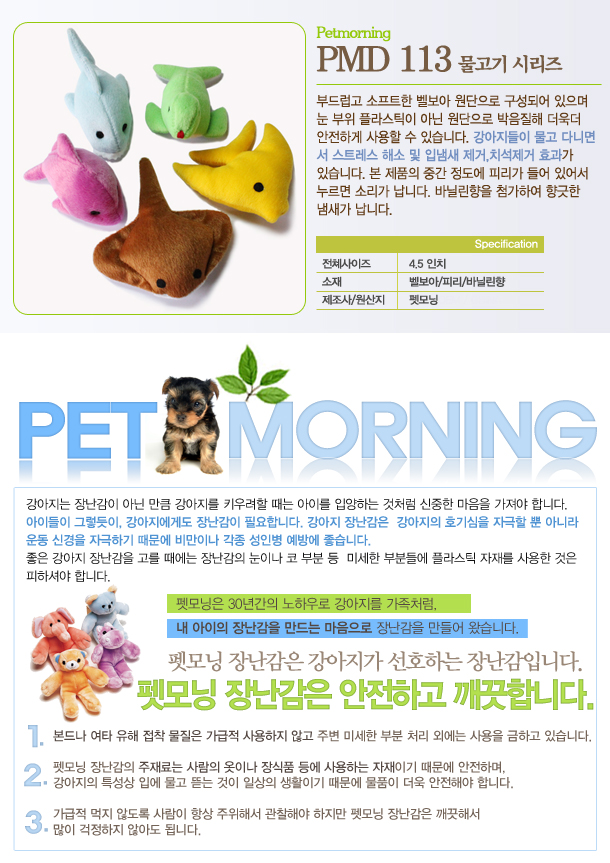 Petmorning
PMD 113 물고기 시리즈
부드럽고 소프트한 벨보아 원단으로 구성되어 있으며
눈 부위 플라스틱이 아닌 원단으로 박음질해 더욱더
안전하게 사용할 수 있습니다. 강아지들이 물고 다니면
서 스트레스 해소 및 입냄새 제거,치석제거 효과가
있습니다. 본 제품의 중간 정도에 피리가 들어 있어서
누르면 소리가 납니다. 바닐린향을 첨가하여 향긋한
냄새가 납니다.
Specification
전체사이즈 4.5 인치
소재 벨보아/피리/바닐린향
제조사/원산지 펫모닝
PET MORNING
강아지는 장난감이 아닌 만큼 강아지를 키우려할 때는 아이를 입양하는 것처럼 신중한 마음을 가져야 합니다.
아이들이 그렇듯이, 강아지에게도 장난감이 필요합니다. 강아지 장난감은 강아지의 호기심을 자극할 뿐 아니라
운동 신경을 자극하기 때문에 비만이나 각종 성인병 예방에 좋습니다.
좋은 강아지 장난감을 고를 때에는 장난감의 눈이나 코 부분 등 미세한 부분들에 플라스틱 자재를 사용한 것은
피하셔야 합니다.
펫모닝은 30년간의 노하우로 강아지를 가족처럼,
내 아이의 장난감을 만드는 마음으로 장난감을 만들어 왔습니다.
펫모닝 장난감은 강아지가 선호하는 장난감입니다.
펫모닝 장난감은 안전하고 깨끗합니다.
1. 본드나 여타 유해 접착 물질은 가급적 사용하지 않고 주변 미세한 부분 처리 외에는 사용을 금하고 있습니다.
2. 펫모닝 장난감의 주재료는 사람의 옷이나 장식품 등에 사용하는 자재이기 때문에 안전하며,
강아지의 특성상 입에 물고 뜯는 것이 일상의 생활이기 때문에 물품이 더욱 안전해야 합니다.
3. 가급적 먹지 않도록 사람이 항상 주위해서 관찰해야 하지만 펫모닝 장난감은 깨끗해서
많이 걱정하지 않아도 됩니다.